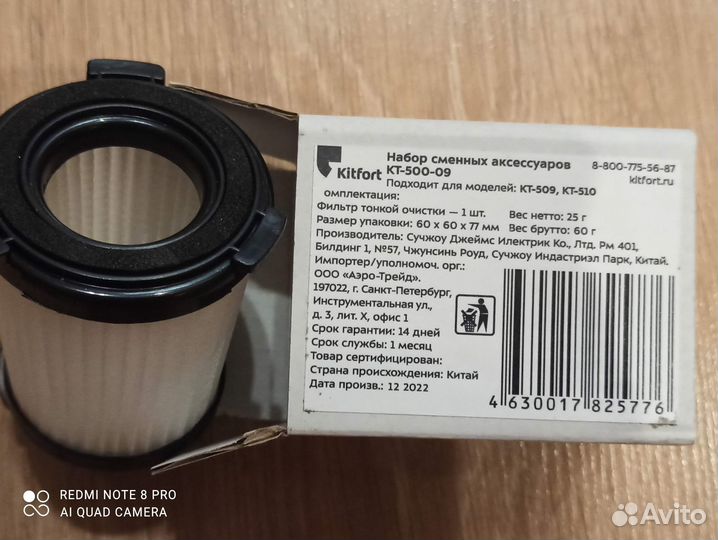 Kitfort
Набор сменных аксессуаров
КТ-500-09
8-800-775-56-87
kitfort.ru
Подходит для моделей: КТ-509, КТ-510
омплектация:
Фильтр тонкой очистки — 1 шт. Вес нетто: 25 г
Размер упаковки: 60 х 60 х 77 мм Вес брутто: 60 г
Производитель: Сучжоу Джеймс Илектрик Ко., Лтд. Рм 401,
Билдинг 1, №57, Чжунсинь Роуд, Сучжоу Индастриэл Парк, Китай.
Импортер/уполномоч. орг.:
ООО «Аэро-Трейд».
197022, г. Санкт-Петербург,
Инструментальная ул.,
д. 3, лит. Х, офис 1
Срок гарантии: 14 дней
Срок службы: 1 месяц
Товар сертифицирован:
Страна происхождения: Китай
Дата произв.: 12 2022
4 630017 825776
REDMI NOTE 8 PRO
AI QUAD CAMERA
Avito